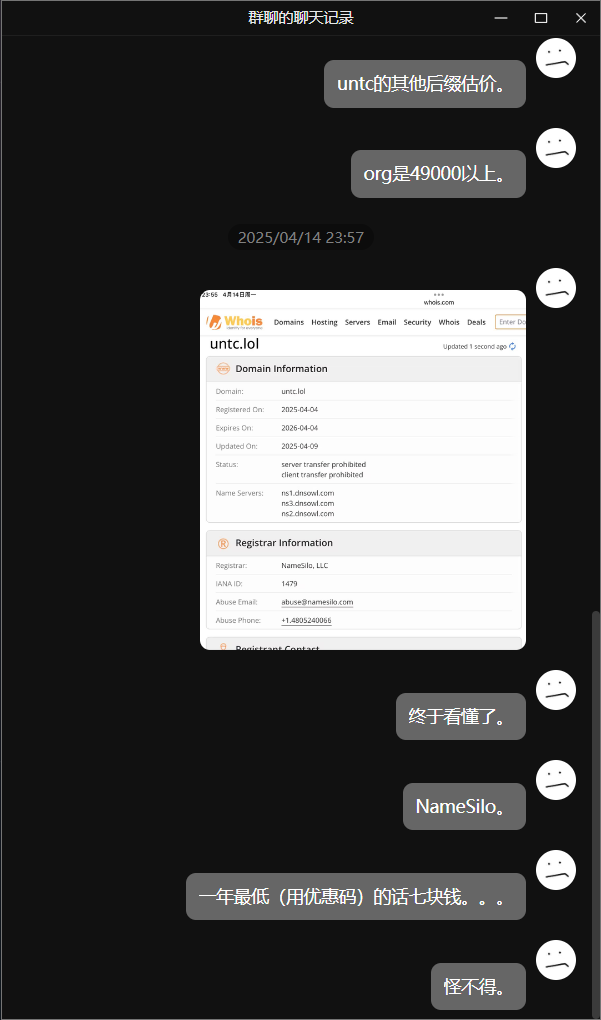 群聊的聊天记录
untc的其他后缀估价。
org是49000以上。
2025/04/14 23:57
23:55 4月14日周一
whois.com
Whois
Domains Hosting Servers Email Security Whois Deals Enter Do
untc.lol
Updated 1 second ago
Domain Information
Domain: untc.lol
Registered On: 2025-04-04
Expires On: 2026-04-04
Updated On: 2025-04-09
Status: server transfer prohibited
client transfer prohibited
Name Servers: ns1.dnsowl.com
ns3.dnsowl.com
ns2.dnsowl.com
Registrar Information
Registrar: NameSilo, LLC
IANA ID: 1479
Abuse Email: abuse@namesilo.com
Abuse Phone: +1.4805240066
Registrant Contact
终于看懂了。
NameSilo。
一年最低（用优惠码）的话七块钱。。。
怪不得。